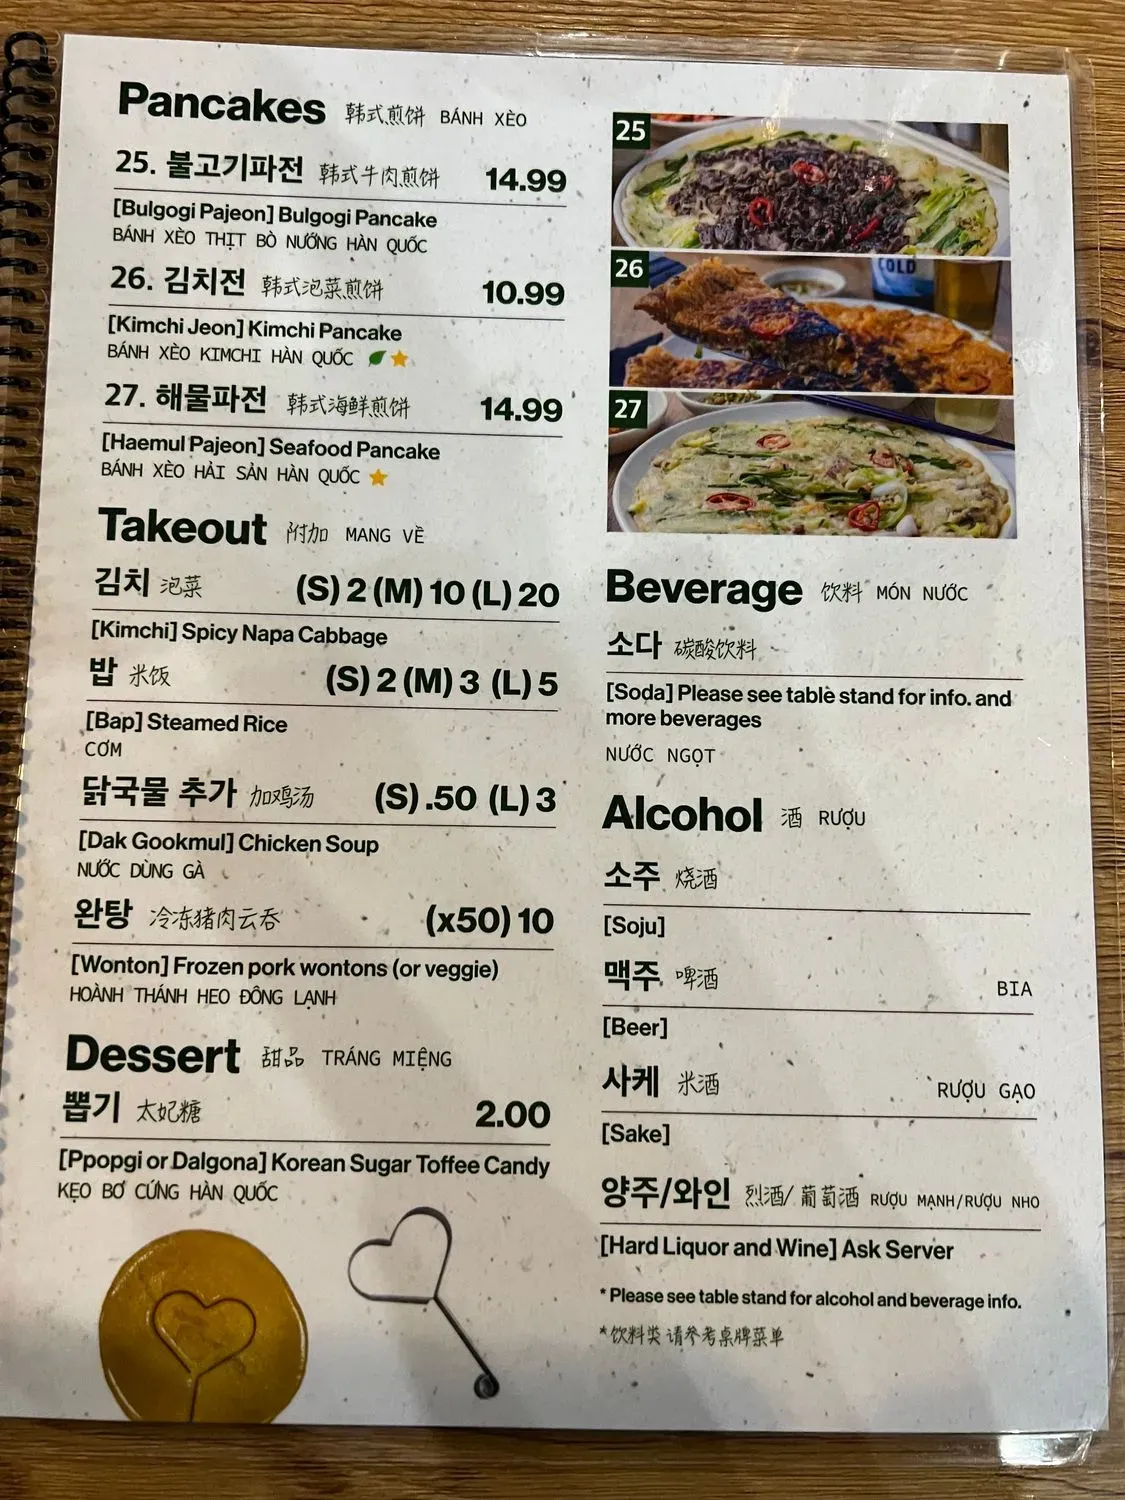 Pancakes 韩式煎饼 BÁNH XÈO
25. 불고기파전 韩式牛肉煎饼 14.99
[Bulgogi Pajeon] Bulgogi Pancake
BÁNH XÈO THỊT BÒ NƯỚNG HÀN QUỐC
26. 김치전 韩式泡菜煎饼 10.99
[Kimchi Jeon] Kimchi Pancake
BÁNH XÈO KIMCHI HÀN QUỐC
27. 해물파전 韩式海鲜煎饼 14.99
[Haemul Pajeon] Seafood Pancake
BÁNH XÈO HẢI SẢN HÀN QUỐC
Takeout 附加 MANG VỀ
김치 泡菜 (S) 2 (M) 10 (L) 20
[Kimchi] Spicy Napa Cabbage
밥 米饭 (S) 2 (M) 3 (L) 5
[Bap] Steamed Rice
CƠM
닭국물 추가 加鸡汤 (S) .50 (L) 3
[Dak Gookmul] Chicken Soup
NƯỚC DÙNG GÀ
완탕 冷冻猪肉云吞 (x50) 10
[Wonton] Frozen pork wontons (or veggie)
HOÀNH THÁNH HEO ĐÔNG LẠNH
Dessert 甜品 TRÁNG MIỆNG
뽑기 太妃糖 2.00
[Ppopgi or Dalgona] Korean Sugar Toffee Candy
KẸO BƠ CỨNG HÀN QUỐC
25
26
COLD
27
Beverage 饮料 MÓN NƯỚC
소다 碳酸饮料
[Soda] Please see table stand for info. and
more beverages
NƯỚC NGỌT
Alcohol 酒 RƯỢU
소주 烧酒
[Soju]
맥주 啤酒 BIA
[Beer]
사케 米酒 RƯỢU GẠO
[Sake]
양주/와인 烈酒/葡萄酒 RƯỢU MẠNH/RƯỢU NHO
[Hard Liquor and Wine] Ask Server
* Please see table stand for alcohol and beverage info.
*饮料类 请参考桌牌菜单